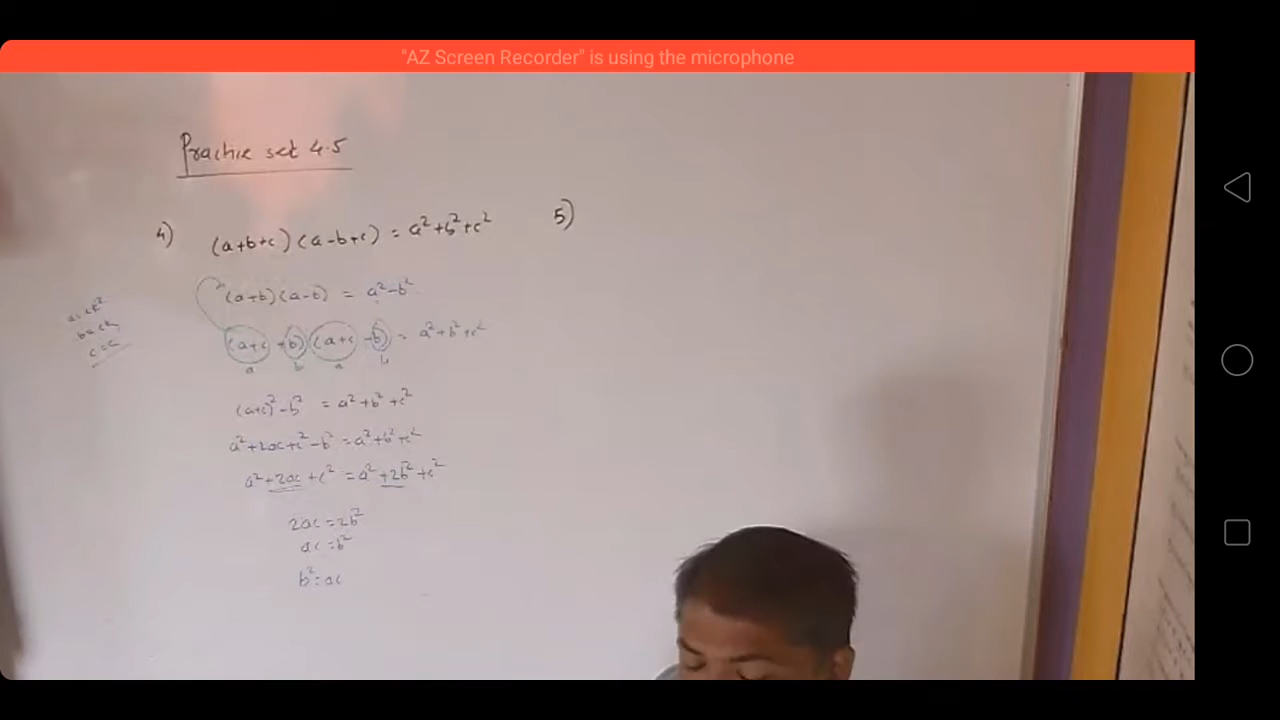 "AZ Screen Recorder" is using the microphone
Practice set 4.5
4) (a+b+c)(a-b+c) = a²+b²+c²
(a+b)(a-b) = a²-b²
(a+c +b)(a+c -b) = a²+b²+c²
a b a b
(a+c)²-b² = a²+b²+c²
a²+2ac+c²-b² = a²+b²+c²
a²+2ac+c² = a²+2b²+c²
2ac = 2b²
ac = b²
b² = ac
a = ck²
b = ck
c = c
5)